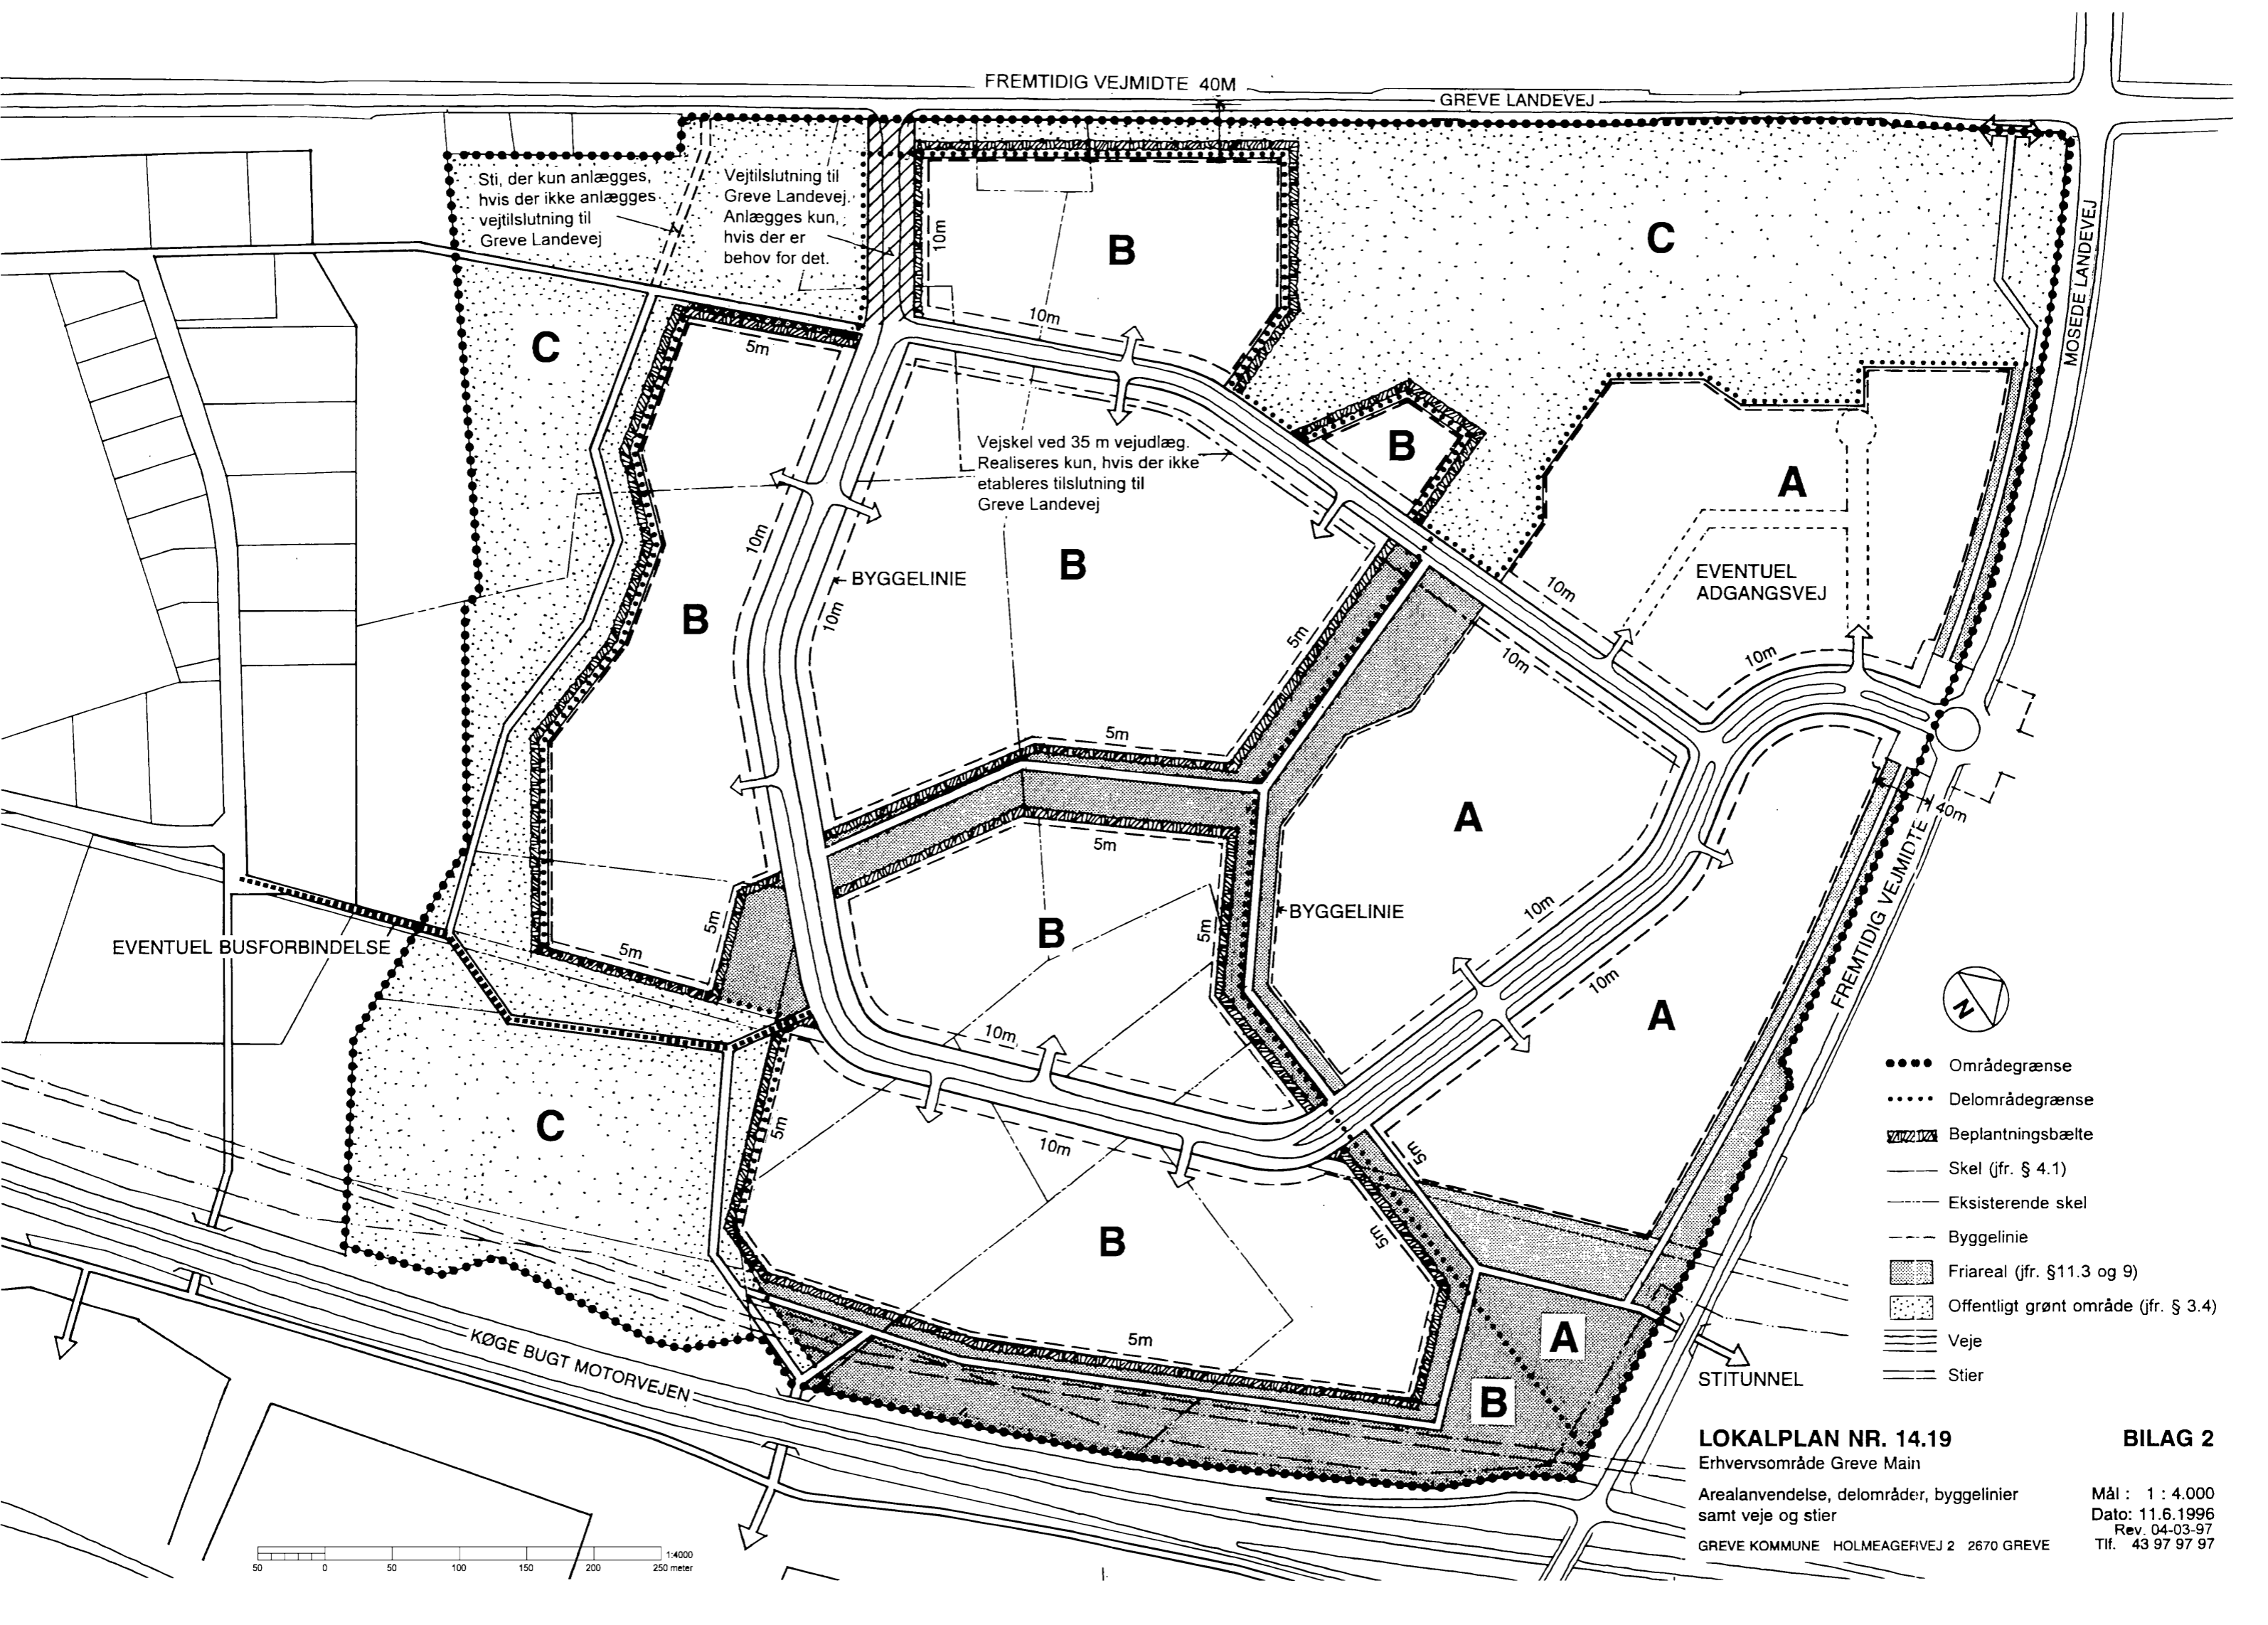 FREMTIDIG VEJMIDTE 40M
GREVE LANDEVEJ
Sti, der kun anlægges,
hvis der ikke anlægges
vejtilslutning til
Greve Landevej
Vejtilslutning til
Greve Landevej.
Anlægges kun,
hvis der er
behov for det.
10m
B
C
MOSEDE LANDEVEJ
10m
C
5m
Vejskel ved 35 m vejudlæg.
Realiseres kun, hvis der ikke
etableres tilslutning til
Greve Landevej
B
A
10m
BYGGELINIE
B
EVENTUEL
ADGANGSVEJ
10m
B
10m
5m
10m
10m
5m
A
40m
5m
FREMTIDIG VEJMIDTE
BYGGELINIE
10m
B
5m
5m
5m
EVENTUEL BUSFORBINDELSE
10m
A
10m
C
5m
10m
5m
5m
B
5m
A
B
KØGE BUGT MOTORVEJEN
STITUNNEL
N
Områdegrænse
Delområdegrænse
Beplantningsbælte
Skel (jfr. § 4.1)
Eksisterende skel
Byggelinie
Friareal (jfr. §11.3 og 9)
Offentligt grønt område (jfr. § 3.4)
Veje
Stier
LOKALPLAN NR. 14.19 BILAG 2
Erhvervsområde Greve Main
Arealanvendelse, delområder, byggelinier
samt veje og stier
Mål : 1 : 4.000
Dato: 11.6.1996
Rev. 04-03-97
GREVE KOMMUNE HOLMEAGERVEJ 2 2670 GREVE
Tlf. 43 97 97 97
1:4000
50 0 50 100 150 200 250 meter